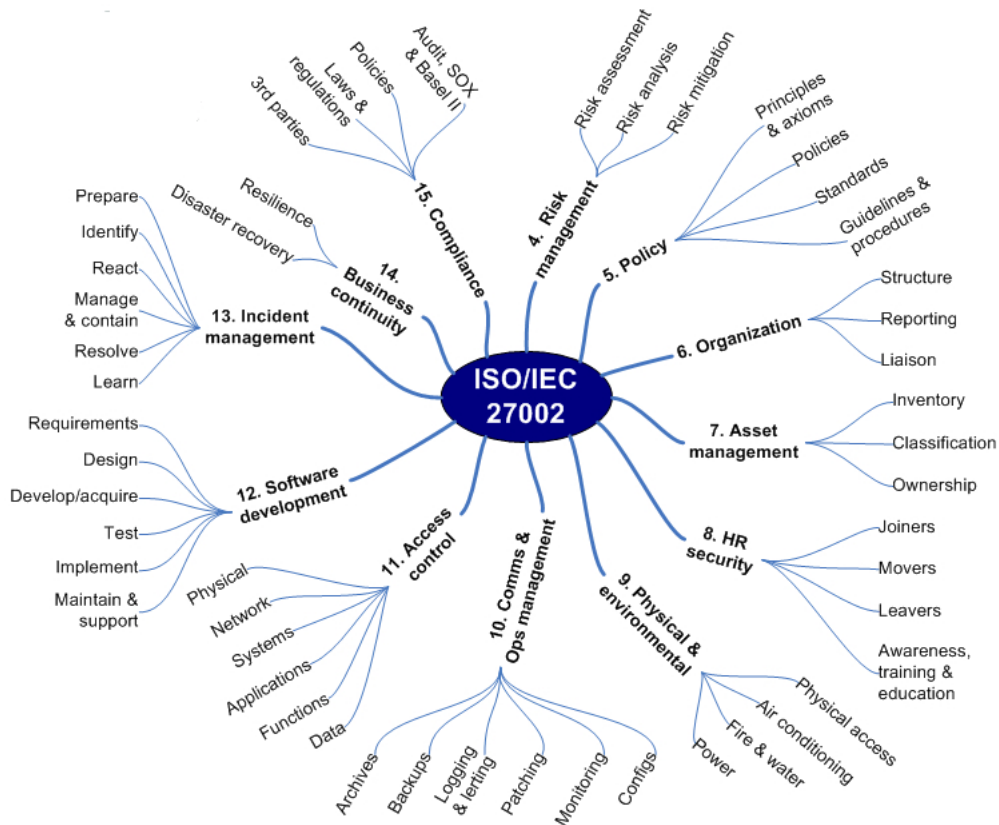 ISO/IEC
27002
4. Risk
management
Risk assessment
Risk analysis
Risk mitigation
5. Policy
Principles
& axioms
Policies
Standards
Guidelines &
procedures
6. Organization
Structure
Reporting
Liaison
7. Asset
management
Inventory
Classification
Ownership
8. HR
security
Joiners
Movers
Leavers
Awareness,
training &
education
9. Physical &
environmental
Physical access
Air conditioning
Fire & water
Power
10. Comms &
Ops management
Archives
Backups
Logging
& lerting
Patching
Monitoring
Configs
11. Access
control
Physical
Network
Systems
Applications
Functions
Data
12. Software
development
Requirements
Design
Develop/acquire
Test
Implement
Maintain &
support
13. Incident
management
Prepare
Identify
React
Manage
& contain
Resolve
Learn
14.
Business
continuity
Resilience
Disaster recovery
15. Compliance
3rd parties
Laws &
regulations
Policies
Audit, SOX
& Basel II